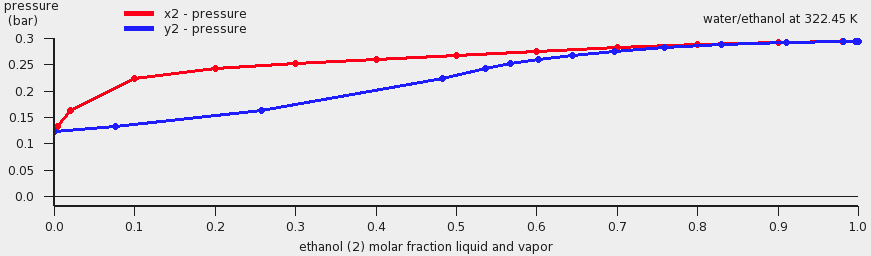 pressure
(bar)
x2 - pressure
y2 - pressure
water/ethanol at 322.45 K
0.3
0.25
0.2
0.15
0.1
0.05
0.0
0.0 0.1 0.2 0.3 0.4 0.5 0.6 0.7 0.8 0.9 1.0
ethanol (2) molar fraction liquid and vapor